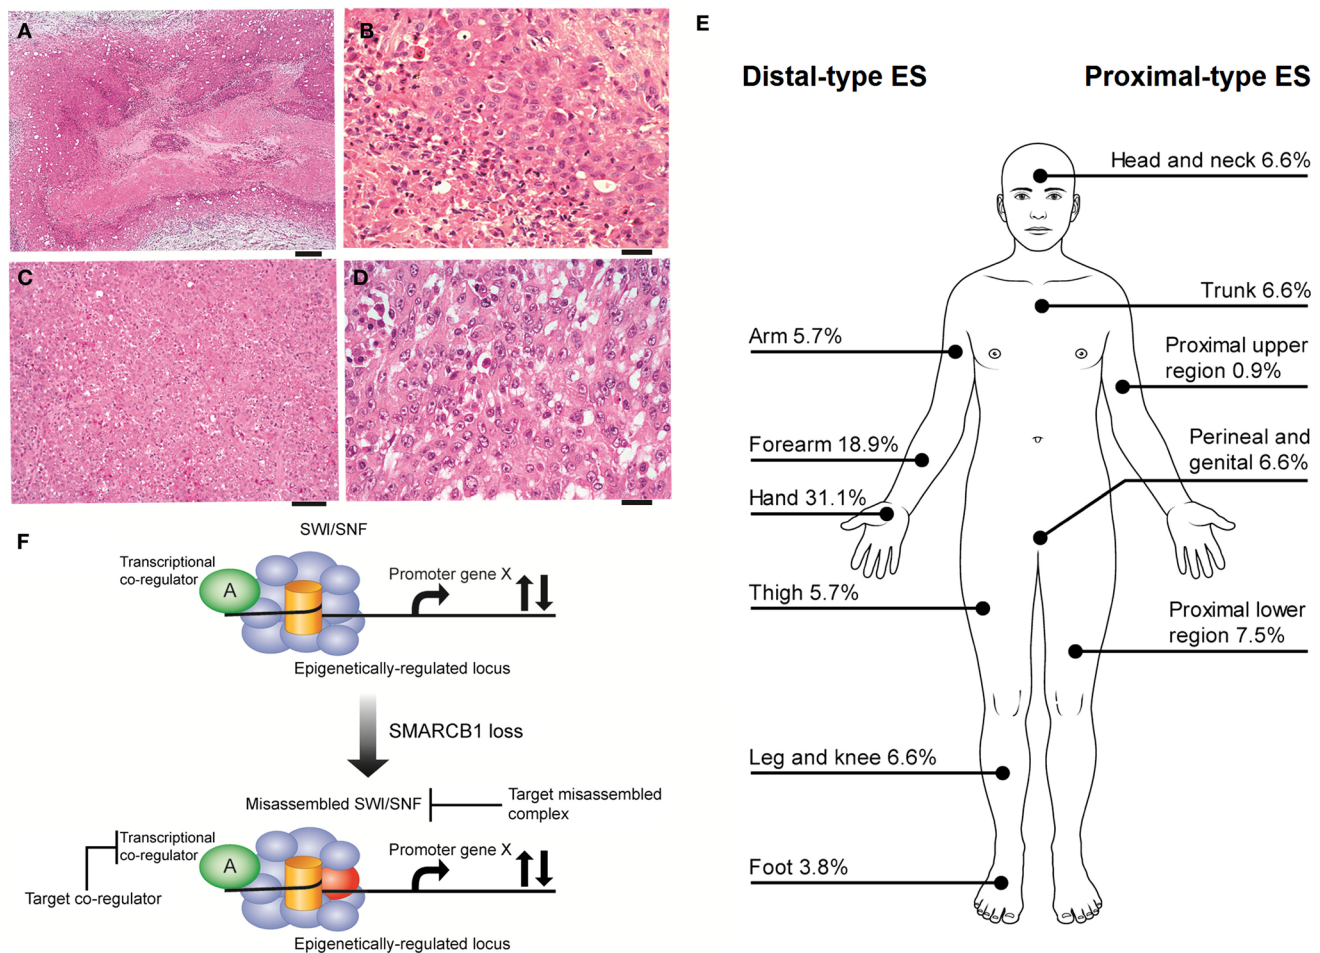 A
B
C
D
E
Distal-type ES
Proximal-type ES
Head and neck 6.6%
Trunk 6.6%
Arm 5.7%
Proximal upper
region 0.9%
Forearm 18.9%
Perineal and
genital 6.6%
Hand 31.1%
Thigh 5.7%
Proximal lower
region 7.5%
Leg and knee 6.6%
Foot 3.8%
F
SWI/SNF
Transcriptional
co-regulator
A
Promoter gene X
Epigenetically-regulated locus
SMARCB1 loss
Misassembled SWI/SNF
Target misassembled
complex
Transcriptional
co-regulator
A
Promoter gene X
Target co-regulator
Epigenetically-regulated locus